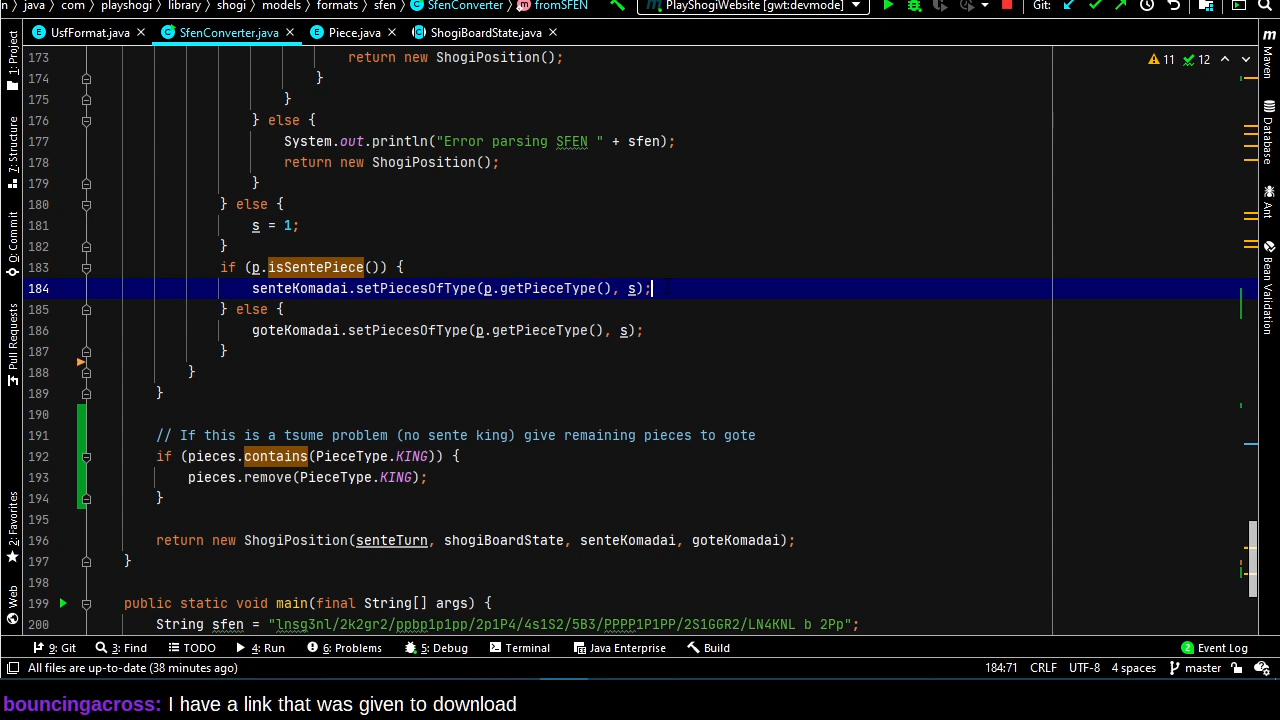 n › java › com › playshogi › library › shogi › models › formats › sfen › SfenConverter › fromSFEN PlayShogiWebsite [gwt:devmode] Git:
UsfFormat.java × SfenConverter.java × Piece.java × ShogiBoardState.java ×
173 return new ShogiPosition();
174 }
175 }
176 } else {
177 System.out.println("Error parsing SFEN " + sfen);
178 return new ShogiPosition();
179 }
180 } else {
181 s = 1;
182 }
183 if (p.isSentePiece()) {
184 senteKomadai.setPiecesOfType(p.getPieceType(), s);
185 } else {
186 goteKomadai.setPiecesOfType(p.getPieceType(), s);
187 }
188 }
189 }
190
191 // If this is a tsume problem (no sente king) give remaining pieces to gote
192 if (pieces.contains(PieceType.KING)) {
193 pieces.remove(PieceType.KING);
194 }
195
196 return new ShogiPosition(senteTurn, shogiBoardState, senteKomadai, goteKomadai);
197 }
198
199 public static void main(final String[] args) {
200 String sfen = "lnsg3nl/2k2gr2/ppbp1p1pp/2p1P4/4s1S2/5B3/PPPP1P1PP/2S1GGR2/LN4KNL b 2Pp";
11 12
1: Project
7: Structure
Commit
Pull Requests
2: Favorites
Web
Maven
Database
Ant
Bean Validation
9: Git 3: Find TODO 4: Run 6: Problems 5: Debug Terminal Java Enterprise Build 2 Event Log
All files are up-to-date (38 minutes ago) 184:71 CRLF UTF-8 4 spaces master
bouncingacross: I have a link that was given to download